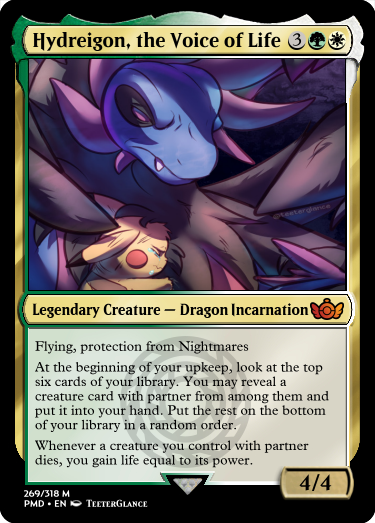 Hydreigon, the Voice of Life 3
@teeterglance
Legendary Creature — Dragon Incarnation
Flying, protection from Nightmares
At the beginning of your upkeep, look at the top
six cards of your library. You may reveal a
creature card with partner from among them and
put it into your hand. Put the rest on the bottom
of your library in a random order.
Whenever a creature you control with partner
dies, you gain life equal to its power.
4/4
269/318 M
PMD • EN TeeterGlance